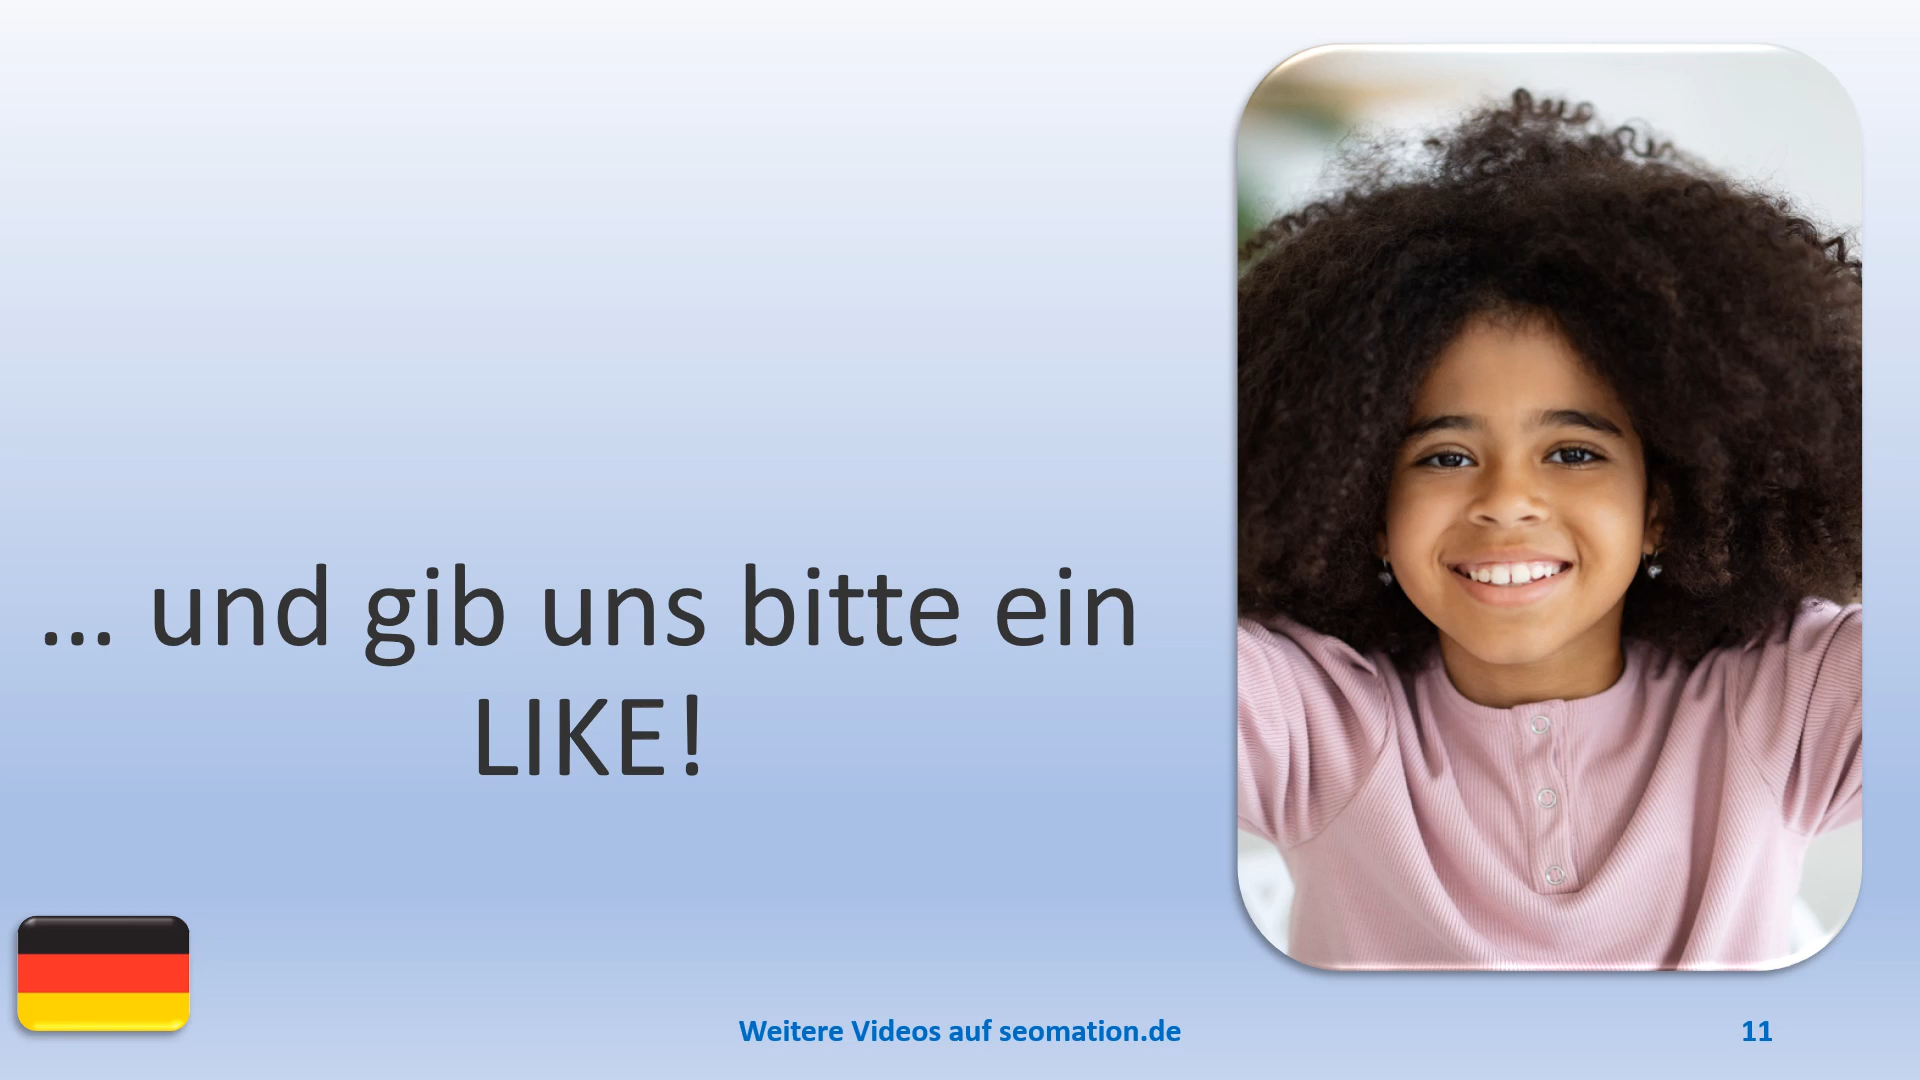 ... und gib uns bitte ein
LIKE!
Weitere Videos auf seomation.de
11